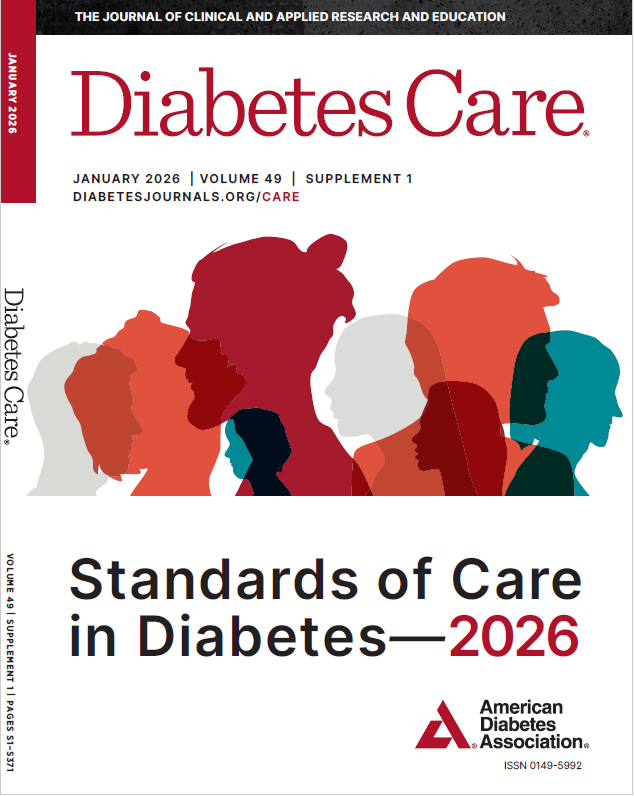 THE JOURNAL OF CLINICAL AND APPLIED RESEARCH AND EDUCATION
JANUARY 2026
Diabetes Care®
JANUARY 2026 | VOLUME 49 | SUPPLEMENT 1
DIABETESJOURNALS.ORG/CARE
Diabetes Care®
Standards of Care
in Diabetes—2026
VOLUME 49 | SUPPLEMENT 1 | PAGES S1–S371
American
Diabetes
®Association®
ISSN 0149-5992